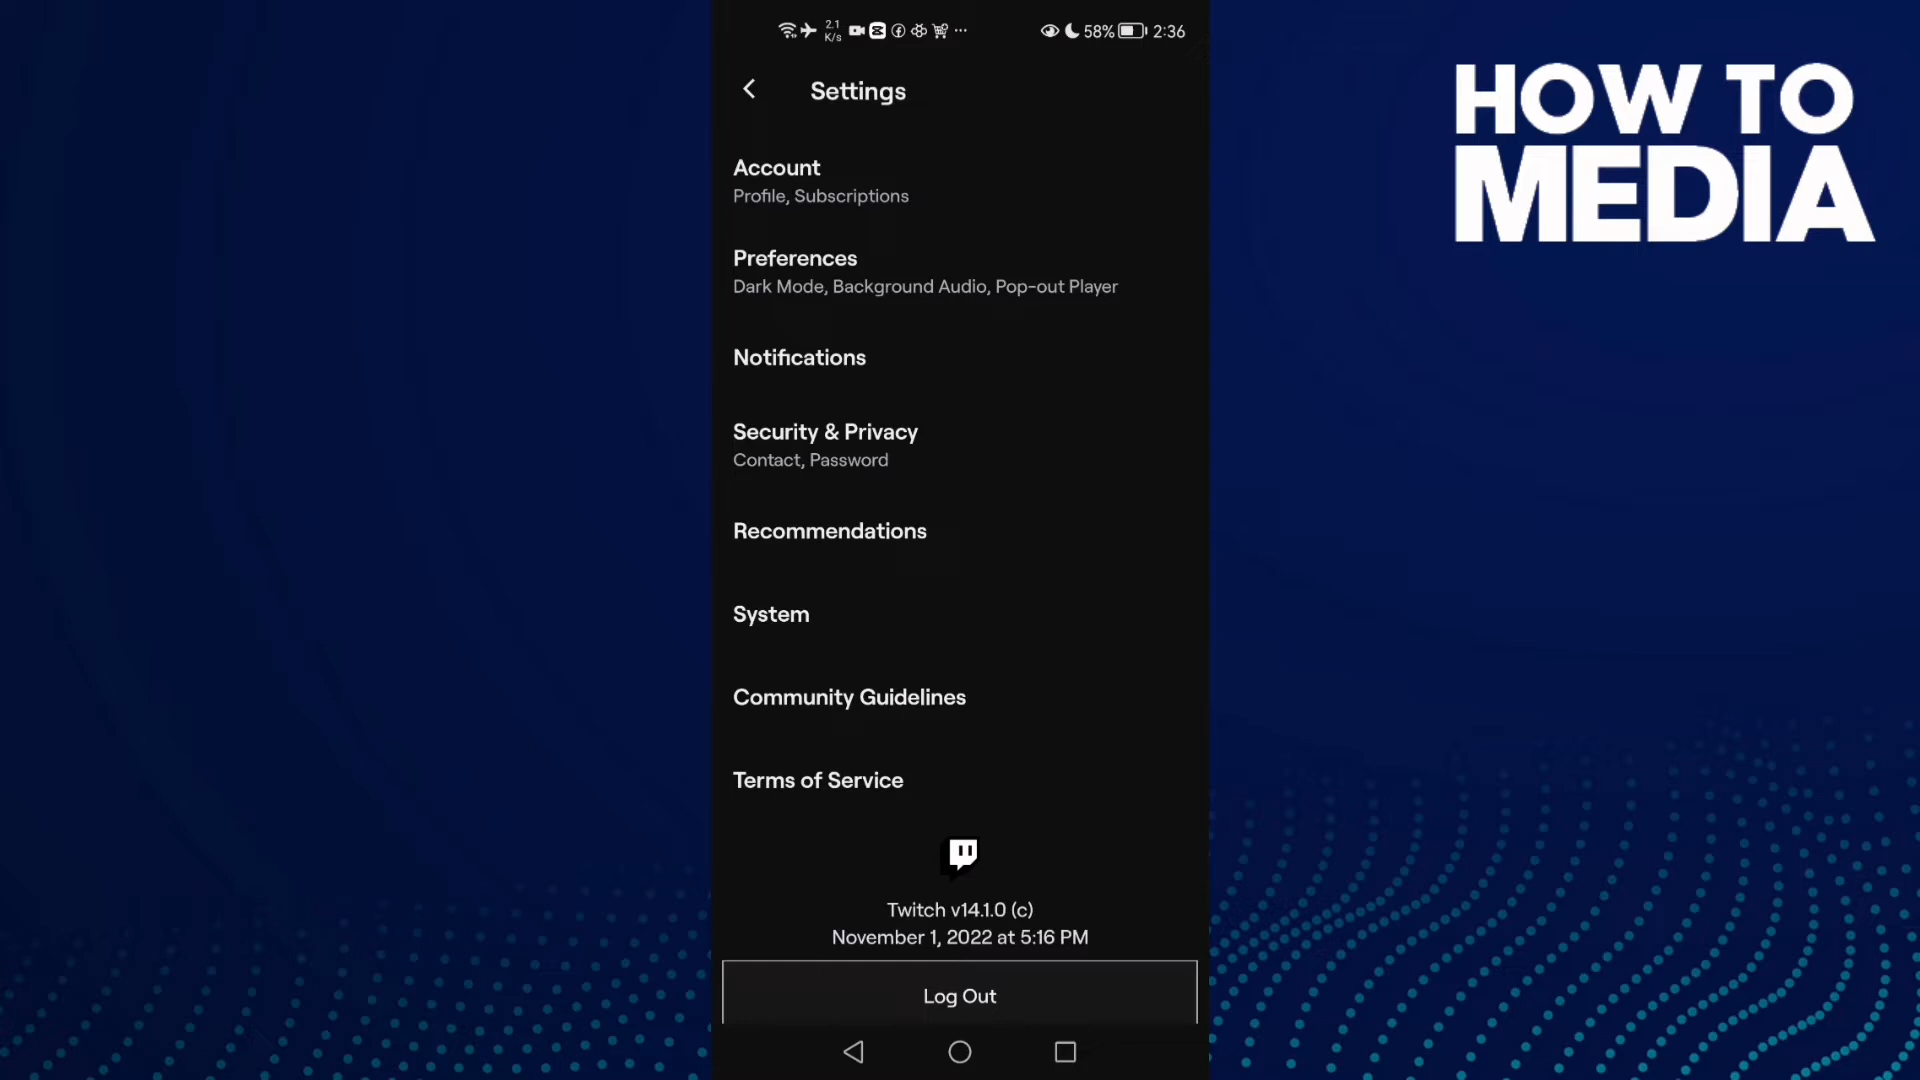 2.1
K/s
58%
2:36
Settings
HOW TO
MEDIA
Account
Profile, Subscriptions
Preferences
Dark Mode, Background Audio, Pop-out Player
Notifications
Security & Privacy
Contact, Password
Recommendations
System
Community Guidelines
Terms of Service
Twitch v14.1.0 (c)
November 1, 2022 at 5:16 PM
Log Out